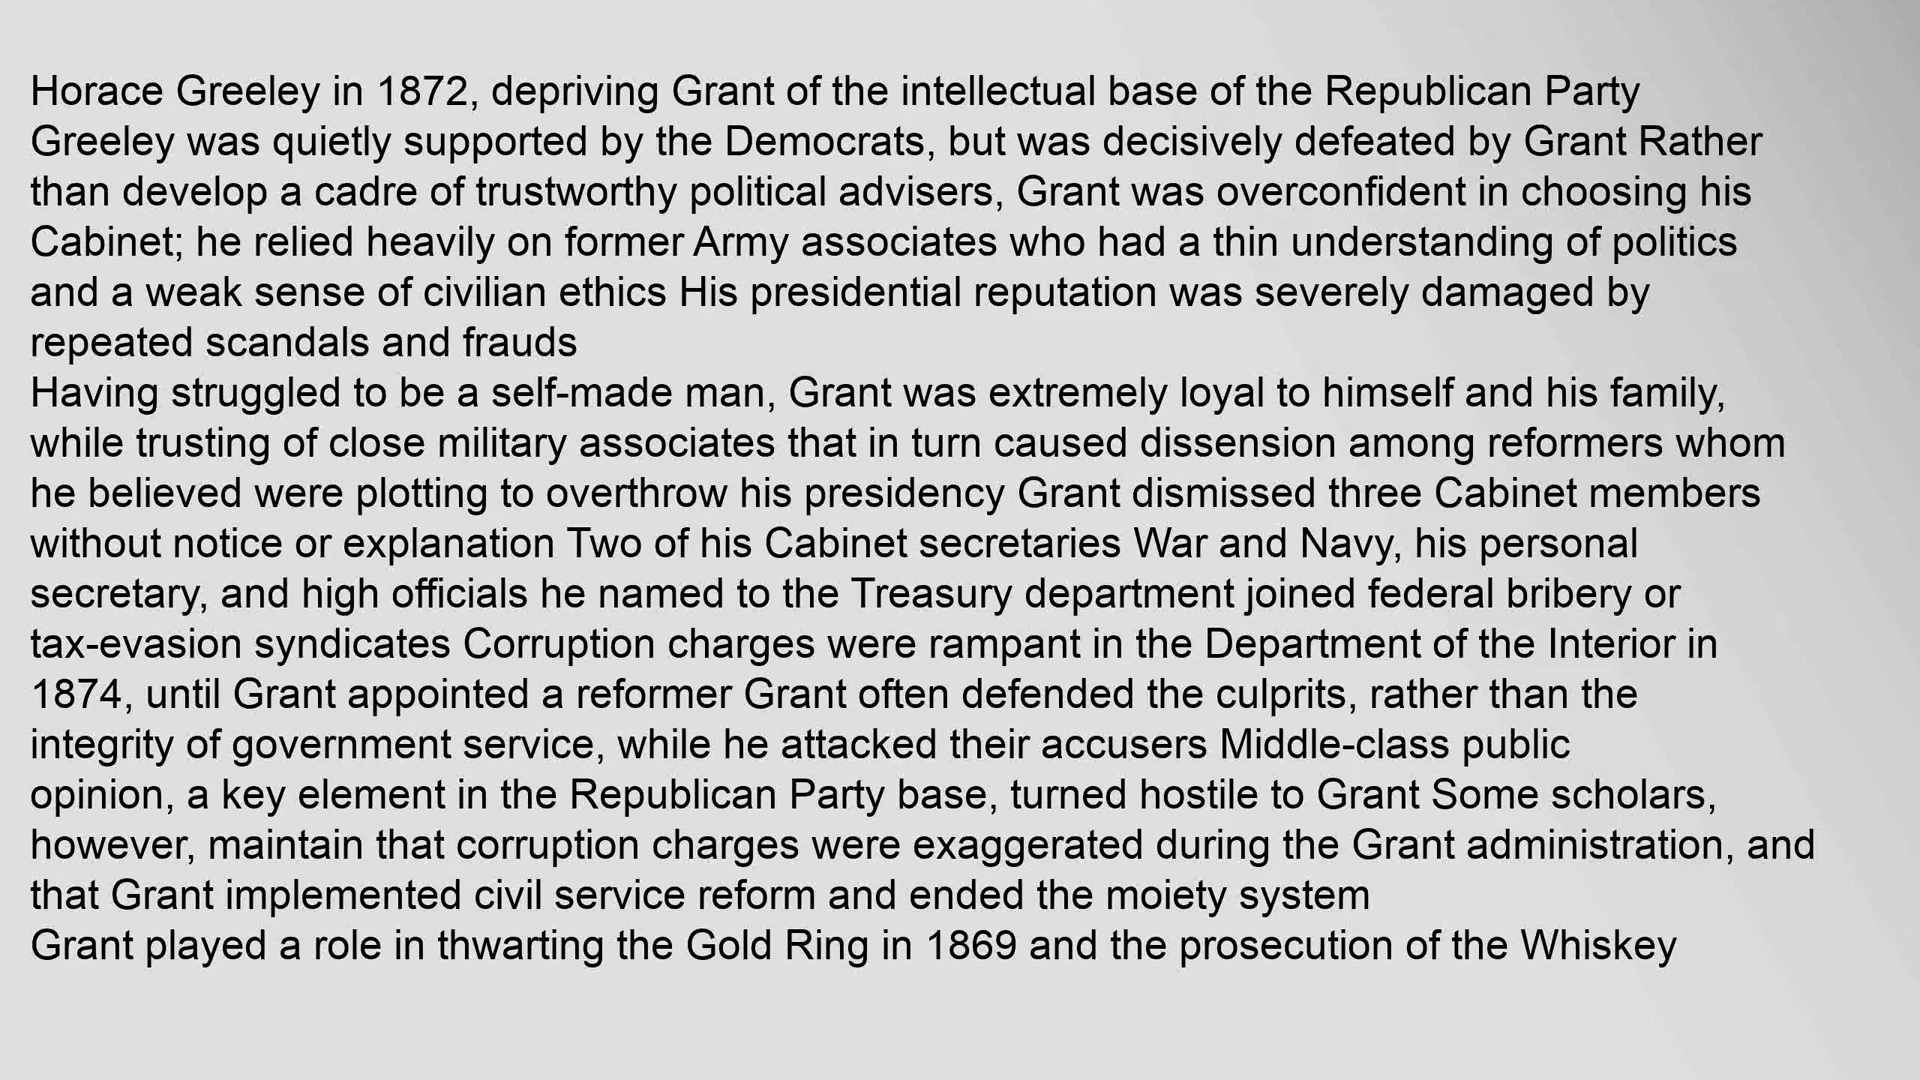 Horace Greeley in 1872, depriving Grant of the intellectual base of the Republican Party
Greeley was quietly supported by the Democrats, but was decisively defeated by Grant Rather
than develop a cadre of trustworthy political advisers, Grant was overconfident in choosing his
Cabinet; he relied heavily on former Army associates who had a thin understanding of politics
and a weak sense of civilian ethics His presidential reputation was severely damaged by
repeated scandals and frauds
Having struggled to be a self-made man, Grant was extremely loyal to himself and his family,
while trusting of close military associates that in turn caused dissension among reformers whom
he believed were plotting to overthrow his presidency Grant dismissed three Cabinet members
without notice or explanation Two of his Cabinet secretaries War and Navy, his personal
secretary, and high officials he named to the Treasury department joined federal bribery or
tax-evasion syndicates Corruption charges were rampant in the Department of the Interior in
1874, until Grant appointed a reformer Grant often defended the culprits, rather than the
integrity of government service, while he attacked their accusers Middle-class public
opinion, a key element in the Republican Party base, turned hostile to Grant Some scholars,
however, maintain that corruption charges were exaggerated during the Grant administration, and
that Grant implemented civil service reform and ended the moiety system
Grant played a role in thwarting the Gold Ring in 1869 and the prosecution of the Whiskey